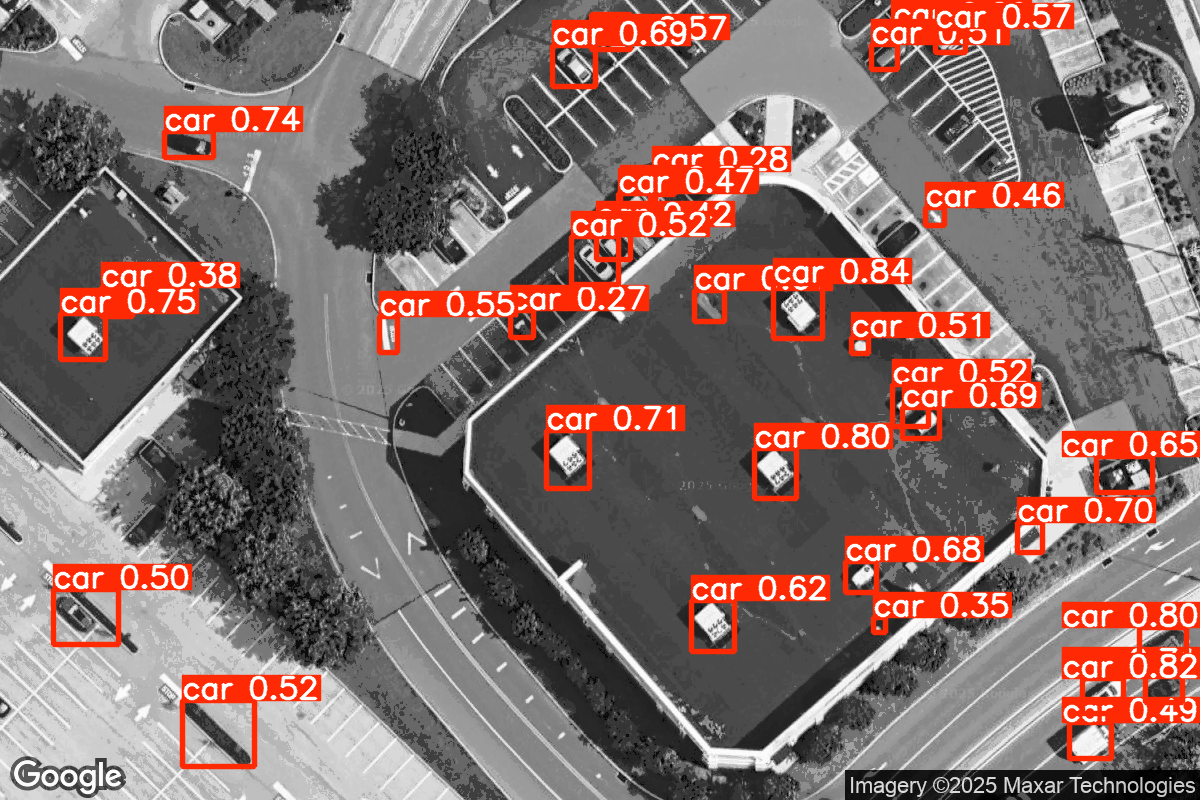 car 0.57
car 0.69
car 0.51
car 0.74
car 0.28
car 0.47
car 0.46
car 0.52
car 0.38
car 0.84
car 0.75
car 0.55
car 0.27
car 0.51
car 0.52
car 0.69
car 0.71
car 0.80
car 0.65
car 0.70
car 0.68
car 0.50
car 0.62
car 0.35
car 0.80
car 0.82
car 0.52
car 0.49
STOP
Google
Imagery ©2025 Maxar Technologies